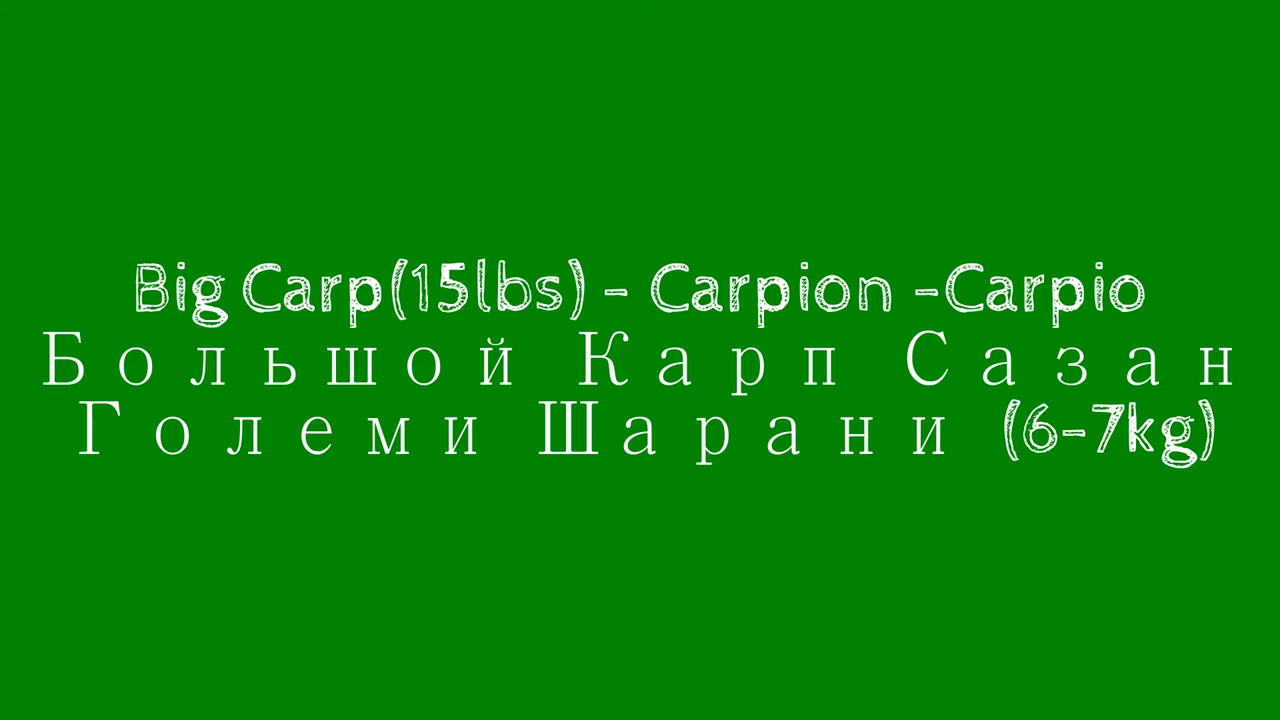 Big Carp(15lbs) - Carpion -Carpio
Большой Карп Сазан
Големи Шарани (6-7kg)